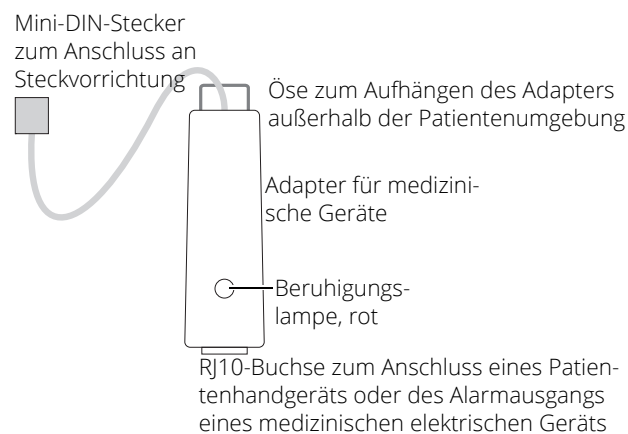 Mini-DIN-Stecker
zum Anschluss an
Steckvorrichtung
Öse zum Aufhängen des Adapters
außerhalb der Patientenumgebung
Adapter für medizini-
sche Geräte
Beruhigungs-
lampe, rot
RJ10-Buchse zum Anschluss eines Patien-
tenhandgeräts oder des Alarmausgangs
eines medizinischen elektrischen Geräts